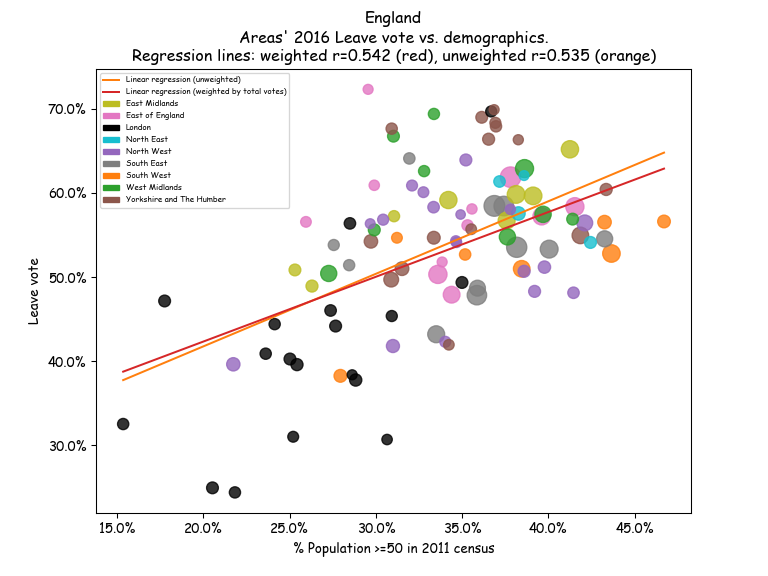 England
Areas' 2016 Leave vote vs. demographics.
Regression lines: weighted r=0.542 (red), unweighted r=0.535 (orange)
Linear regression (unweighted)
Linear regression (weighted by total votes)
East Midlands
East of England
London
North East
North West
South East
South West
West Midlands
Yorkshire and The Humber
70.0%
60.0%
50.0%
40.0%
30.0%
Leave vote
15.0% 20.0% 25.0% 30.0% 35.0% 40.0% 45.0%
% Population >=50 in 2011 census